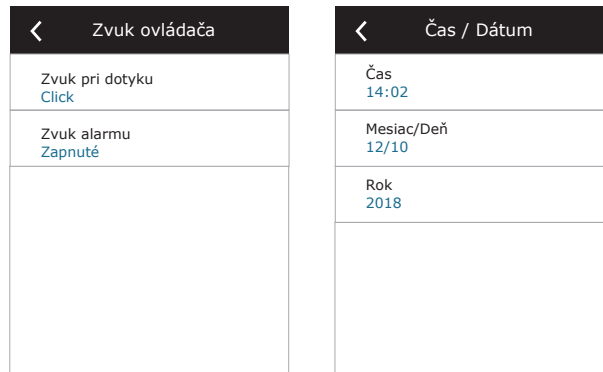 Zvuk ovládača
Zvuk pri dotyku
Click
Zvuk alarmu
Zapnuté
Čas / Dátum
Čas
14:02
Mesiac/Deň
12/10
Rok
2018